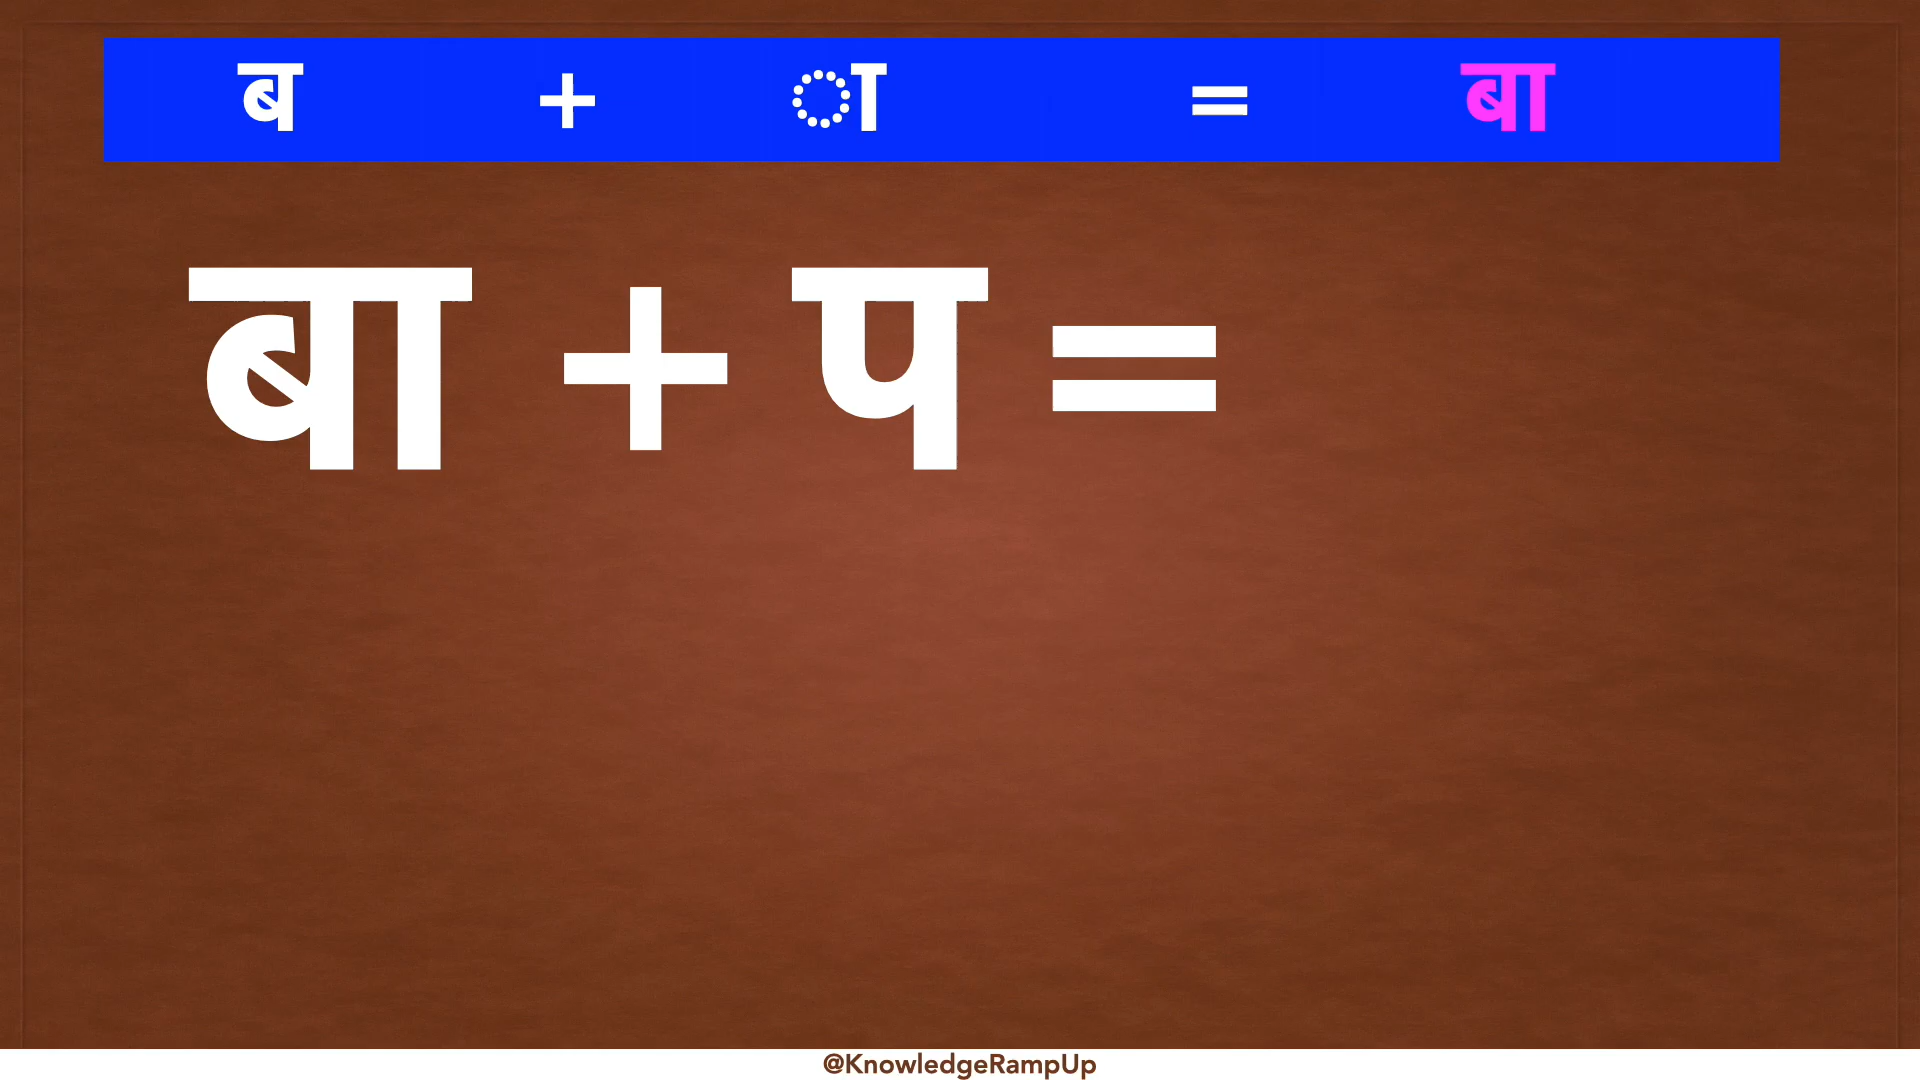 ब + ा = बा
बा + प =
@KnowledgeRampUp